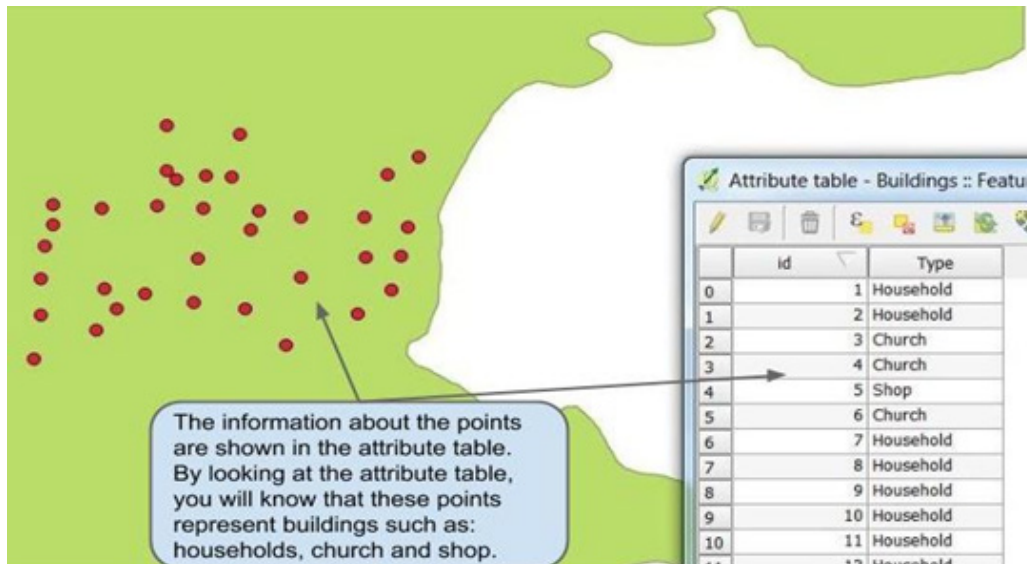 Attribute table - Buildings :: Featu
id Type
0 1 Household
1 2 Household
2 3 Church
3 4 Church
4 5 Shop
5 6 Church
6 7 Household
7 8 Household
8 9 Household
9 10 Household
10 11 Household
12 Household
The information about the points
are shown in the attribute table.
By looking at the attribute table,
you will know that these points
represent buildings such as:
households, church and shop.